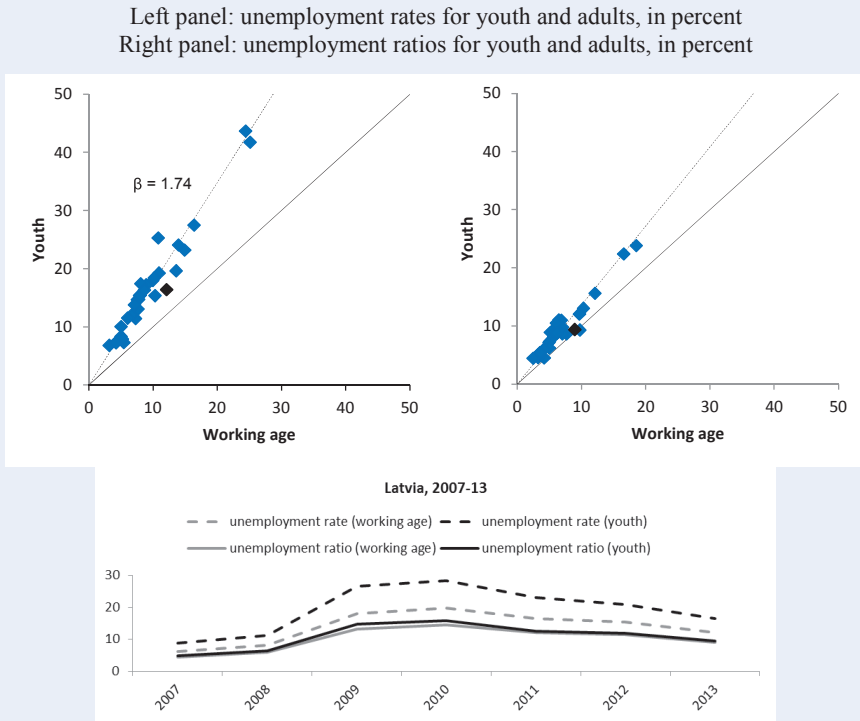 Left panel: unemployment rates for youth and adults, in percent
Right panel: unemployment ratios for youth and adults, in percent
50
40
30
20
10
0
Youth
β = 1.74
0 10 20 30 40 50
Working age
50
40
30
20
10
0
Youth
0 10 20 30 40 50
Working age
Latvia, 2007-13
unemployment rate (working age) unemployment rate (youth)
unemployment ratio (working age) unemployment ratio (youth)
30
20
10
0
2007 2008 2009 2010 2011 2012 2013